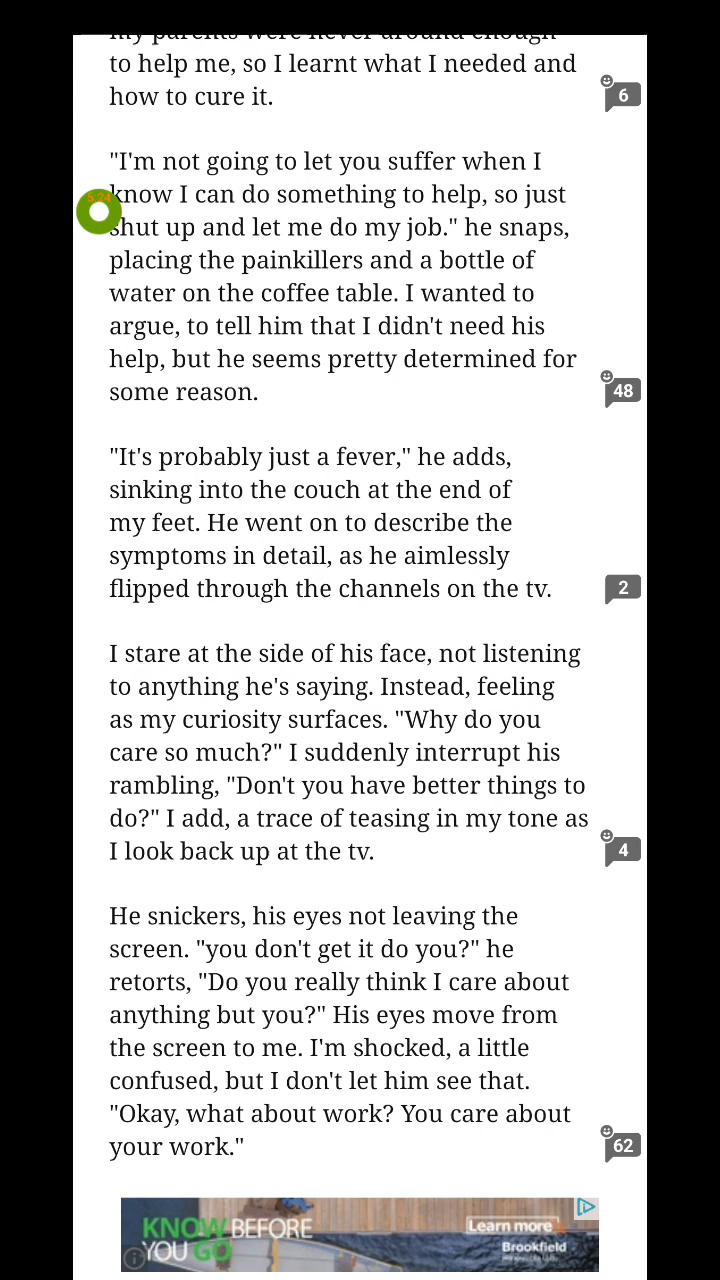 my parents were never around enough
to help me, so I learnt what I needed and
how to cure it.
6
"I'm not going to let you suffer when I
know I can do something to help, so just
shut up and let me do my job." he snaps,
placing the painkillers and a bottle of
water on the coffee table. I wanted to
argue, to tell him that I didn't need his
help, but he seems pretty determined for
some reason.
48
"It's probably just a fever," he adds,
sinking into the couch at the end of
my feet. He went on to describe the
symptoms in detail, as he aimlessly
flipped through the channels on the tv.
2
I stare at the side of his face, not listening
to anything he's saying. Instead, feeling
as my curiosity surfaces. "Why do you
care so much?" I suddenly interrupt his
rambling, "Don't you have better things to
do?" I add, a trace of teasing in my tone as
I look back up at the tv.
4
He snickers, his eyes not leaving the
screen. "you don't get it do you?" he
retorts, "Do you really think I care about
anything but you?" His eyes move from
the screen to me. I'm shocked, a little
confused, but I don't let him see that.
"Okay, what about work? You care about
your work."
62
KNOW BEFORE
YOU GO
Learn more
Brookfield